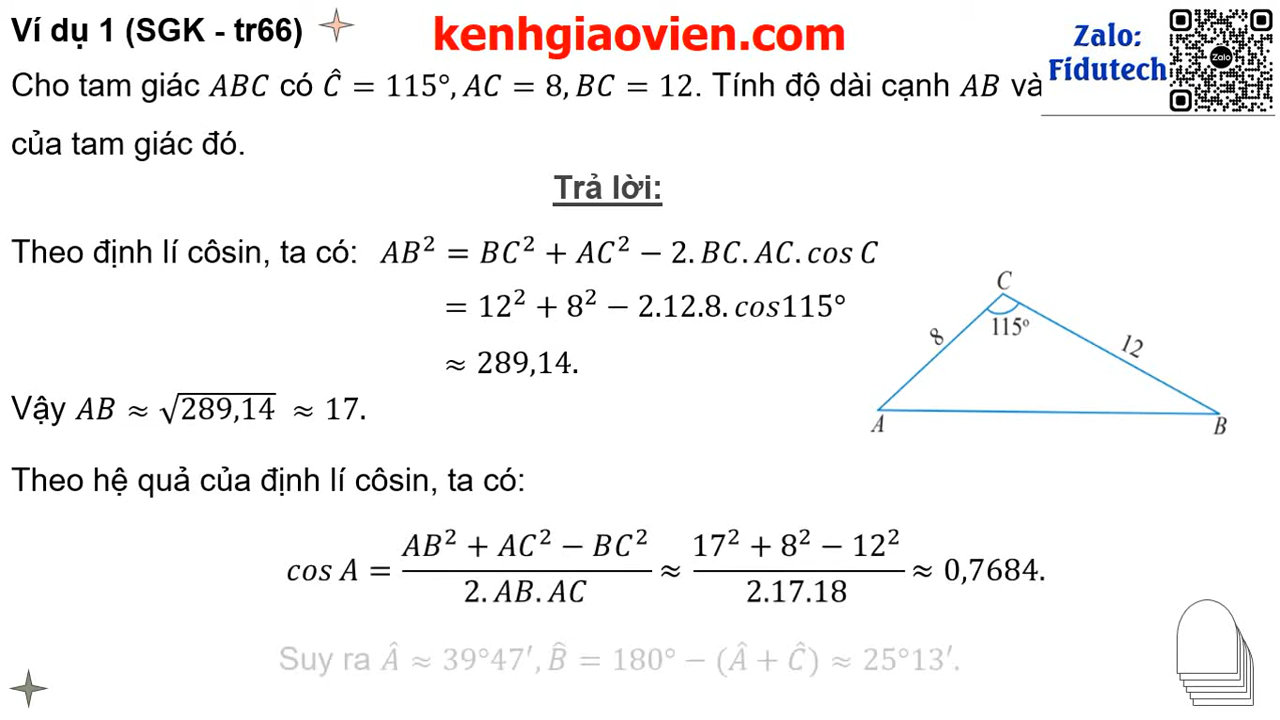 Ví dụ 1 (SGK - tr66)
kenhgiaovien.com
Zalo:
Fidutech
Zalo
Cho tam giác ABC có Ĉ = 115°, AC = 8, BC = 12. Tính độ dài cạnh AB và
của tam giác đó.
Trả lời:
Theo định lí côsin, ta có: AB² = BC² + AC² − 2. BC. AC. cos C
= 12² + 8² − 2.12.8. cos115°
≈ 289,14.
Vậy AB ≈ √289,14 ≈ 17.
C
115º
8
12
A
B
Theo hệ quả của định lí côsin, ta có:
cos A = (AB² + AC² − BC²)/(2. AB. AC) ≈ (17² + 8² − 12²)/(2.17.18) ≈ 0,7684.
Suy ra Â ≈ 39°47′, B̂ = 180° − (Â + Ĉ) ≈ 25°13′.